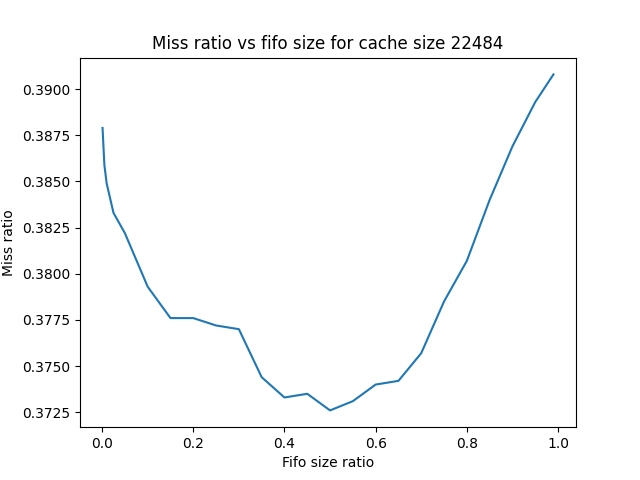 Miss ratio vs fifo size for cache size 22484
0.3900
0.3875
0.3850
0.3825
0.3800
0.3775
0.3750
0.3725
Miss ratio
0.0 0.2 0.4 0.6 0.8 1.0
Fifo size ratio